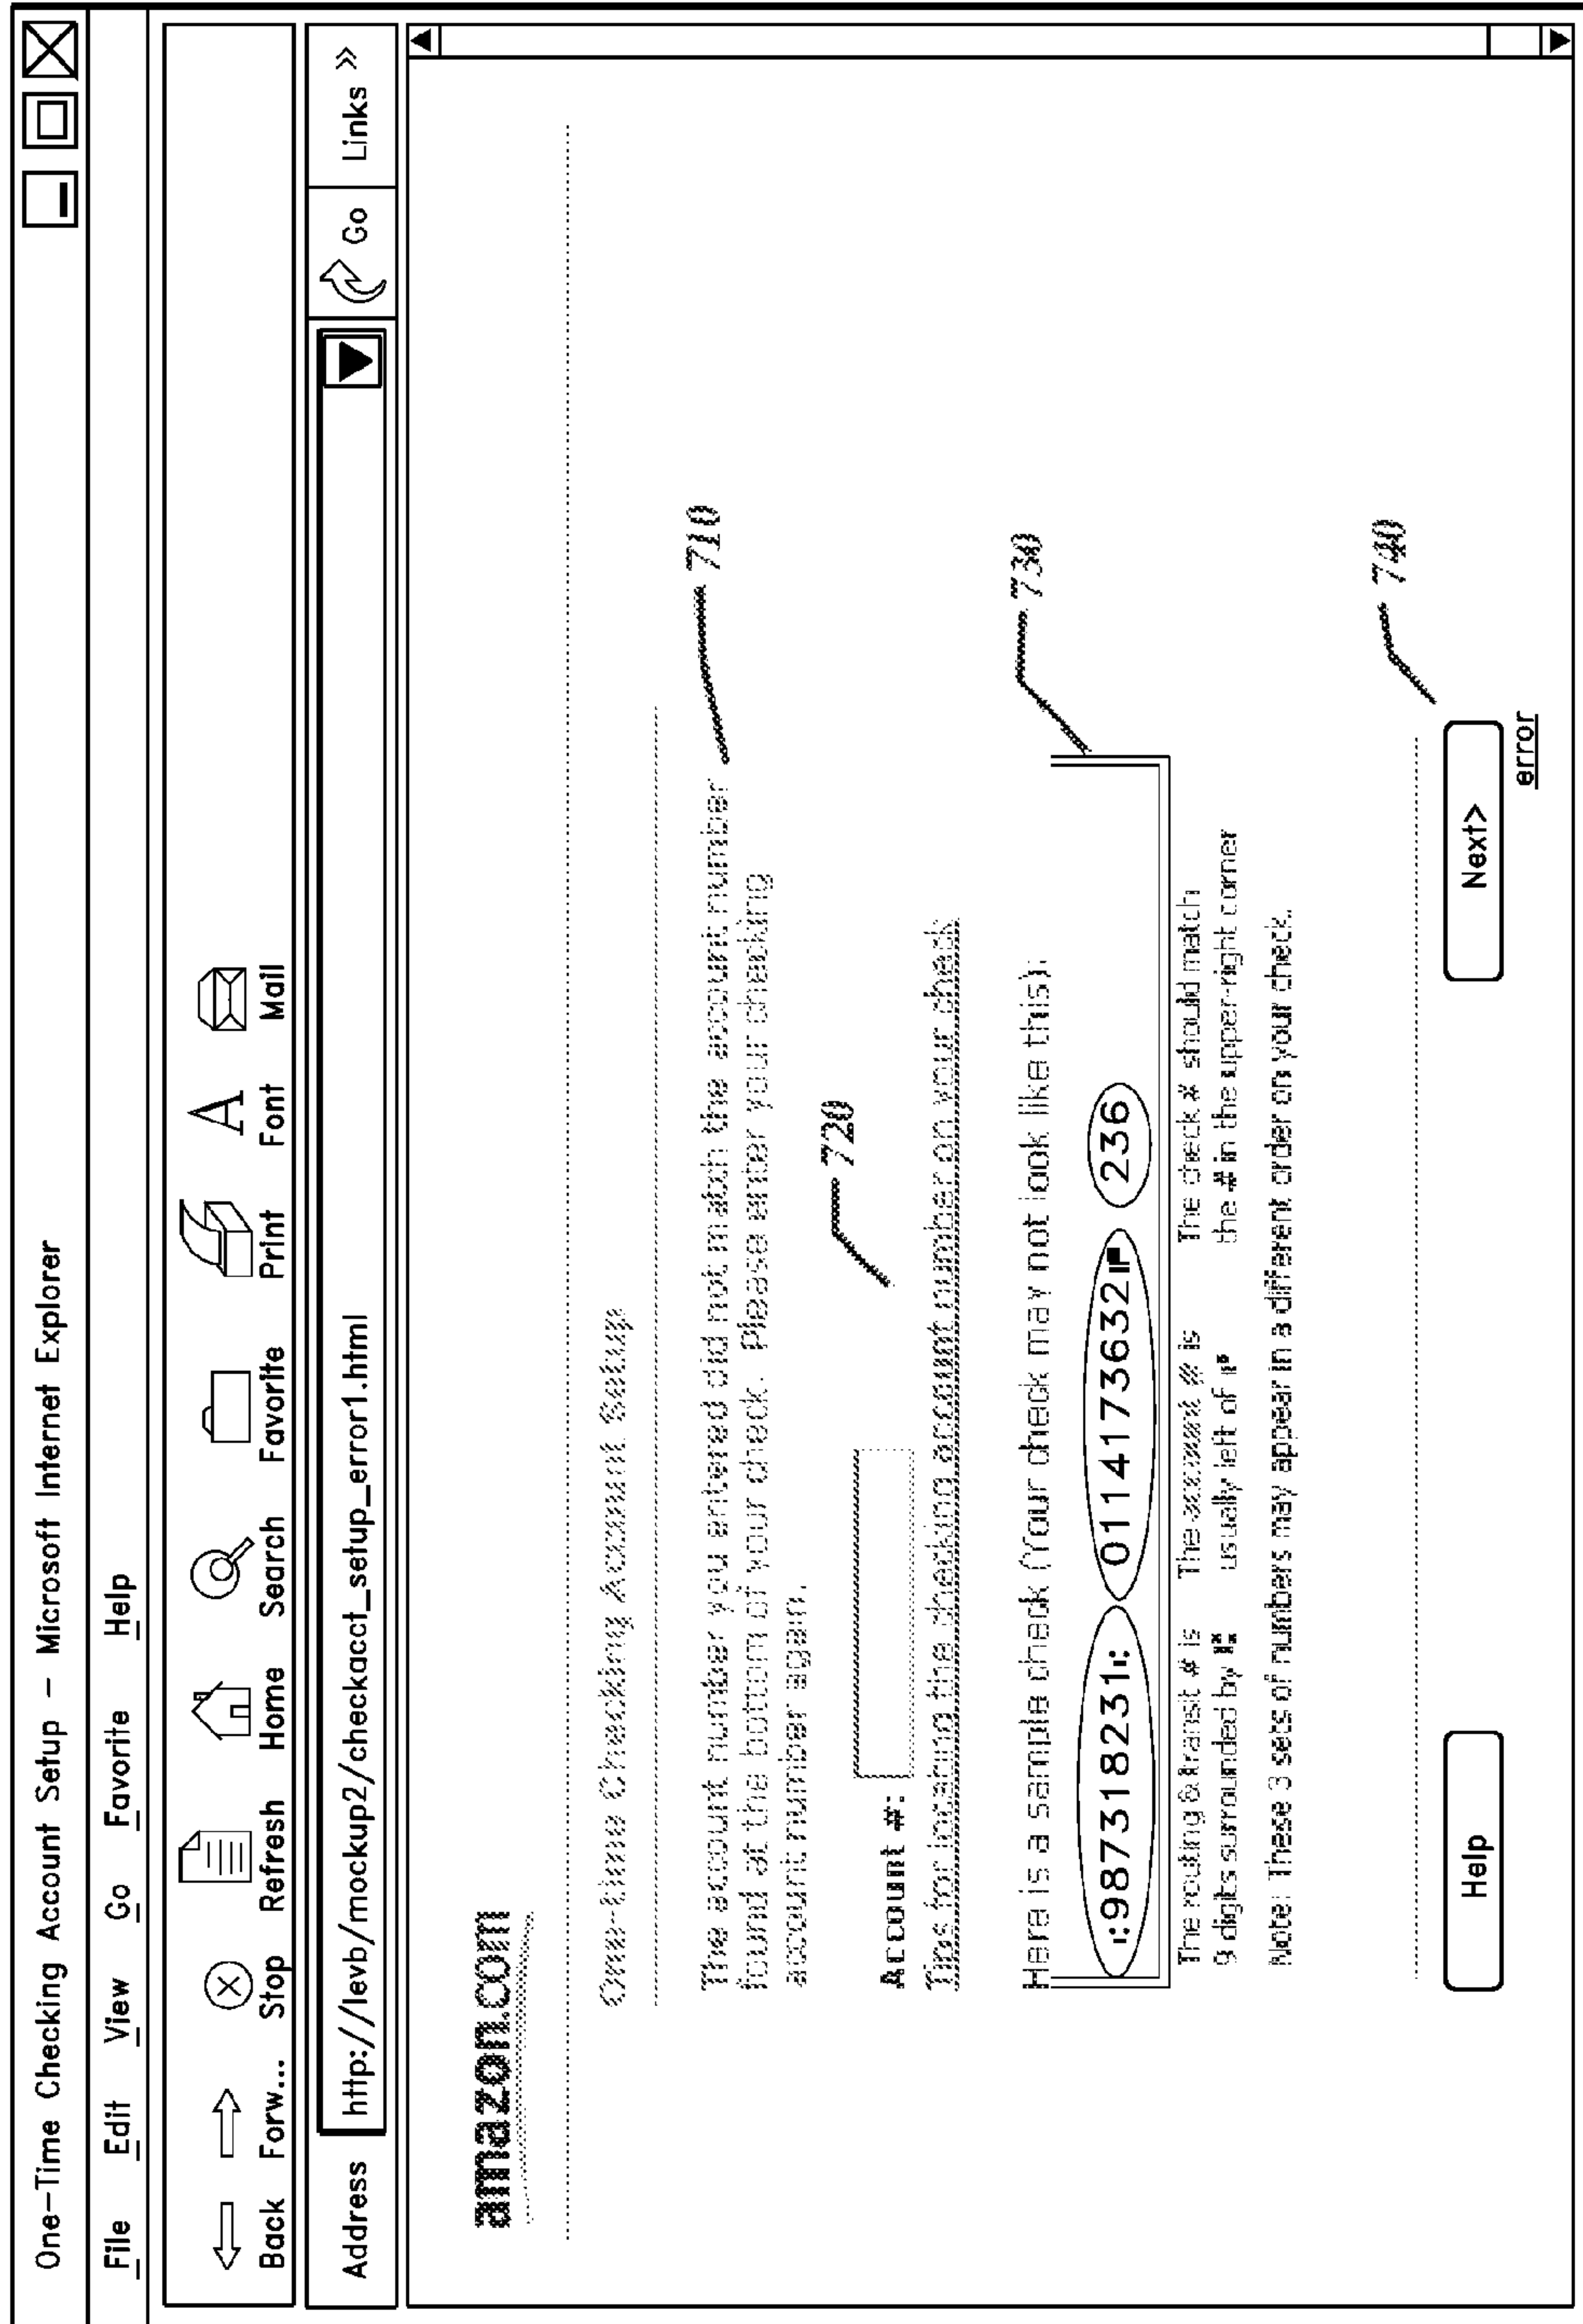 One-Time Checking Account Setup - Microsoft Internet Explorer
File Edit View Go Favorite Help
Back Forw... Stop Refresh Home Search Favorite Print Font Mail
Address http://levb/mockup2/checkacct_setup_error1.html Go Links >>
amazon.com
One-time Checking Account Setup
The account number you entered did not match the account number 710
found at the bottom of your check. Please enter your checking
account number again.
720
Account #:
Tips for locating the checking account number on your check
Here is a sample check (Your check may not look like this): 730
⑆987318231⑆ 01141173632⑈ 236
The routing & transit # is The account # is The check # should match
9 digits surrounded by ⑆ usually left of ⑈ the # in the upper-right corner
Note: These 3 sets of numbers may appear in a different order on your check.
740
Help Next>
error